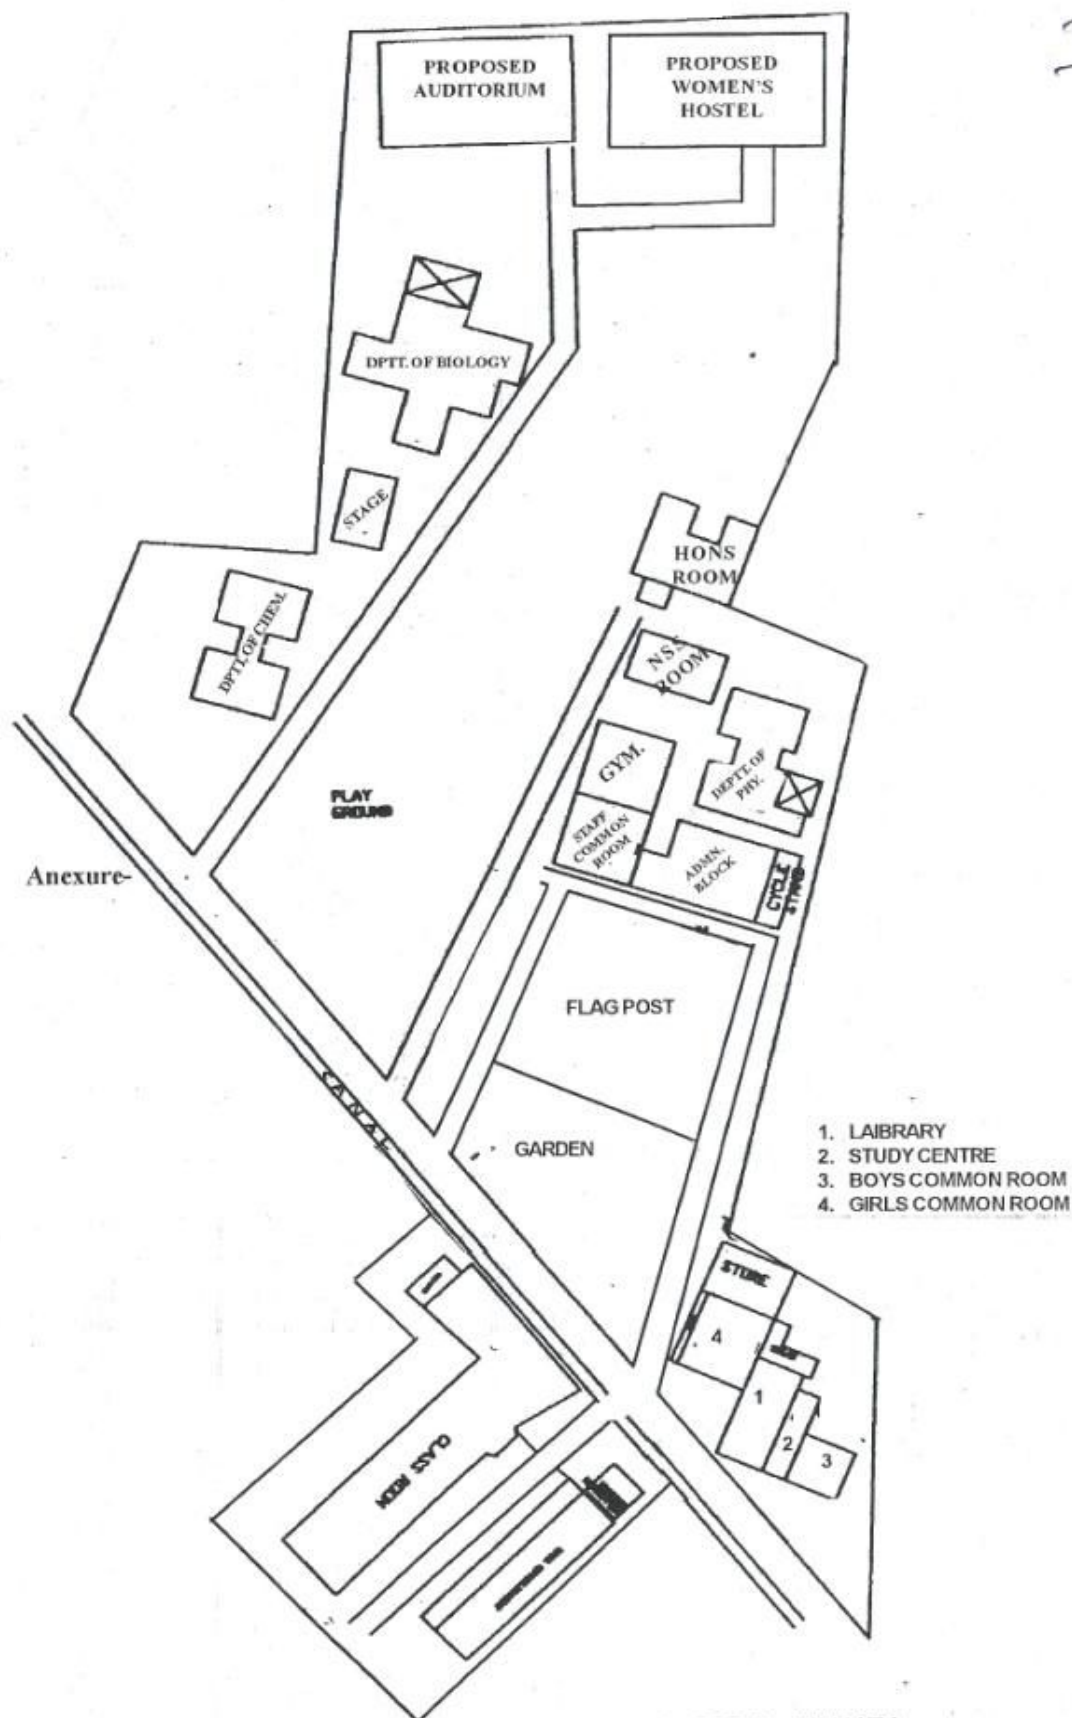 PROPOSED
AUDITORIUM
PROPOSED
WOMEN'S
HOSTEL
DPTT. OF BIOLOGY
STAGE
HONS
ROOM
DPTT. OF CHEM.
NSS
ROOM
GYM.
DEPTT. OF
PHY.
PLAY
GROUND
STAFF
COMMON
ROOM
ADMN.
BLOCK
CYCLE
STAND
Anexure-
FLAG POST
CANAL
GARDEN
1. LAIBRARY
2. STUDY CENTRE
3. BOYS COMMON ROOM
4. GIRLS COMMON ROOM
STORE
4
1
2
3
CLASS ROOM